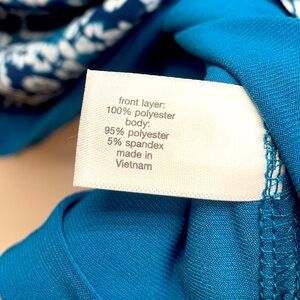 front layer:
100% polyester
body:
95% polyester
5% spandex
made in
Vietnam